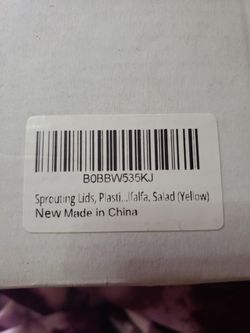 B0BBW535KJ
Sprouting Lids, Plasti...lfalfa, Salad (Yellow)
New Made in China